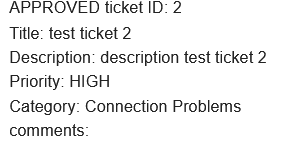 APPROVED ticket ID: 2
Title: test ticket 2
Description: description test ticket 2
Priority: HIGH
Category: Connection Problems
comments: